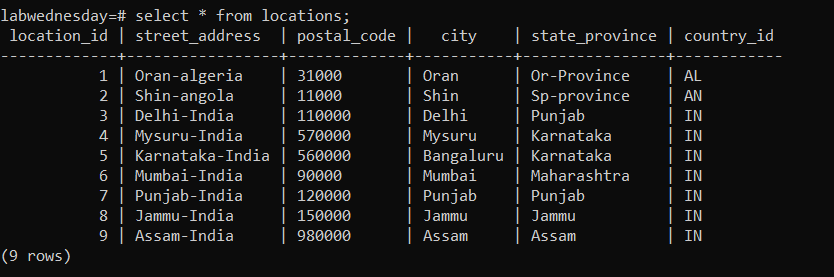 labwednesday=# select * from locations;
 location_id | street_address  | postal_code |   city    | state_province | country_id
-------------+-----------------+-------------+-----------+----------------+------------
           1 | Oran-algeria    | 31000       | Oran      | Or-Province    | AL
           2 | Shin-angola     | 11000       | Shin      | Sp-province    | AN
           3 | Delhi-India     | 110000      | Delhi     | Punjab         | IN
           4 | Mysuru-India    | 570000      | Mysuru    | Karnataka      | IN
           5 | Karnataka-India | 560000      | Bangaluru | Karnataka      | IN
           6 | Mumbai-India    | 90000       | Mumbai    | Maharashtra    | IN
           7 | Punjab-India    | 120000      | Punjab    | Punjab         | IN
           8 | Jammu-India     | 150000      | Jammu     | Jammu          | IN
           9 | Assam-India     | 980000      | Assam     | Assam          | IN
(9 rows)